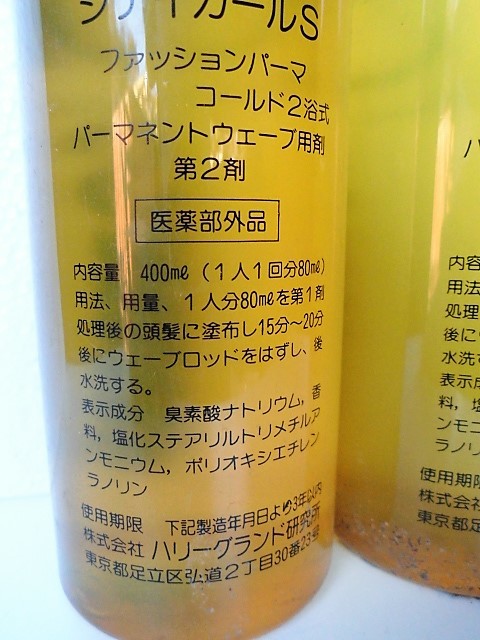 カールS
ファッションパーマ
コールド2浴式
パーマネントウェーブ用剤
第2剤
医薬部外品
内容量 400mℓ（1人1回分80mℓ）
用法、用量、1人分80mℓを第1剤
処理後の頭髪に塗布し15分〜20分
後にウェーブロッドをはずし、後
水洗する。
表示成分 臭素酸ナトリウム，香
料，塩化ステアリルトリメチルア
ンモニウム，ポリオキシエチレン
ラノリン
使用期限 下記製造年月日より3年以内
株式会社 ハリーグランド研究所
東京都足立区弘道2丁目30番23号
内容
用法
処理
後に
水洗
表示成
料，塩
ンモニ
ラノリ
使用期
株式会
東京都